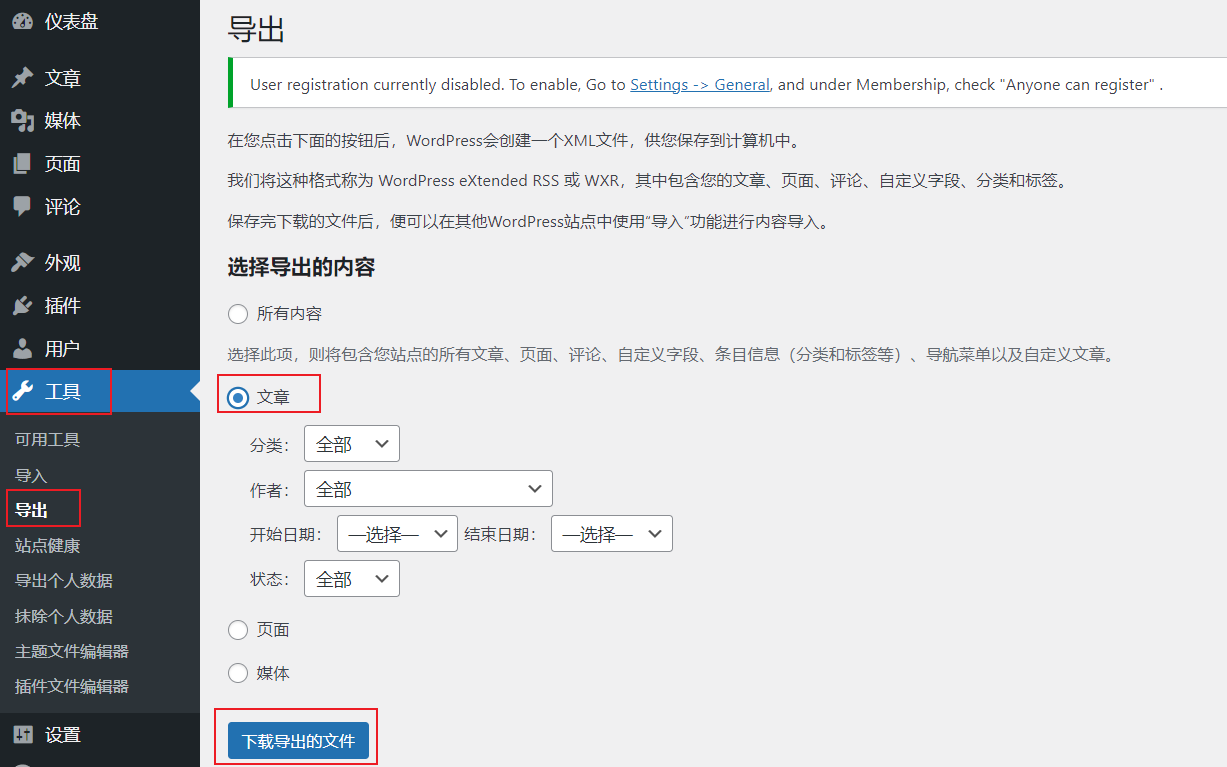 仪表盘
文章
媒体
页面
评论
外观
插件
用户
工具
可用工具
导入
导出
站点健康
导出个人数据
抹除个人数据
主题文件编辑器
插件文件编辑器
设置
导出
User registration currently disabled. To enable, Go to Settings -> General, and under Membership, check "Anyone can register" .
在您点击下面的按钮后，WordPress会创建一个XML文件，供您保存到计算机中。
我们将这种格式称为 WordPress eXtended RSS 或 WXR，其中包含您的文章、页面、评论、自定义字段、分类和标签。
保存完下载的文件后，便可以在其他WordPress站点中使用“导入”功能进行内容导入。
选择导出的内容
所有内容
选择此项，则将包含您站点的所有文章、页面、评论、自定义字段、条目信息（分类和标签等）、导航菜单以及自定义文章。
文章
分类： 全部
作者： 全部
开始日期： —选择— 结束日期： —选择—
状态： 全部
页面
媒体
下载导出的文件